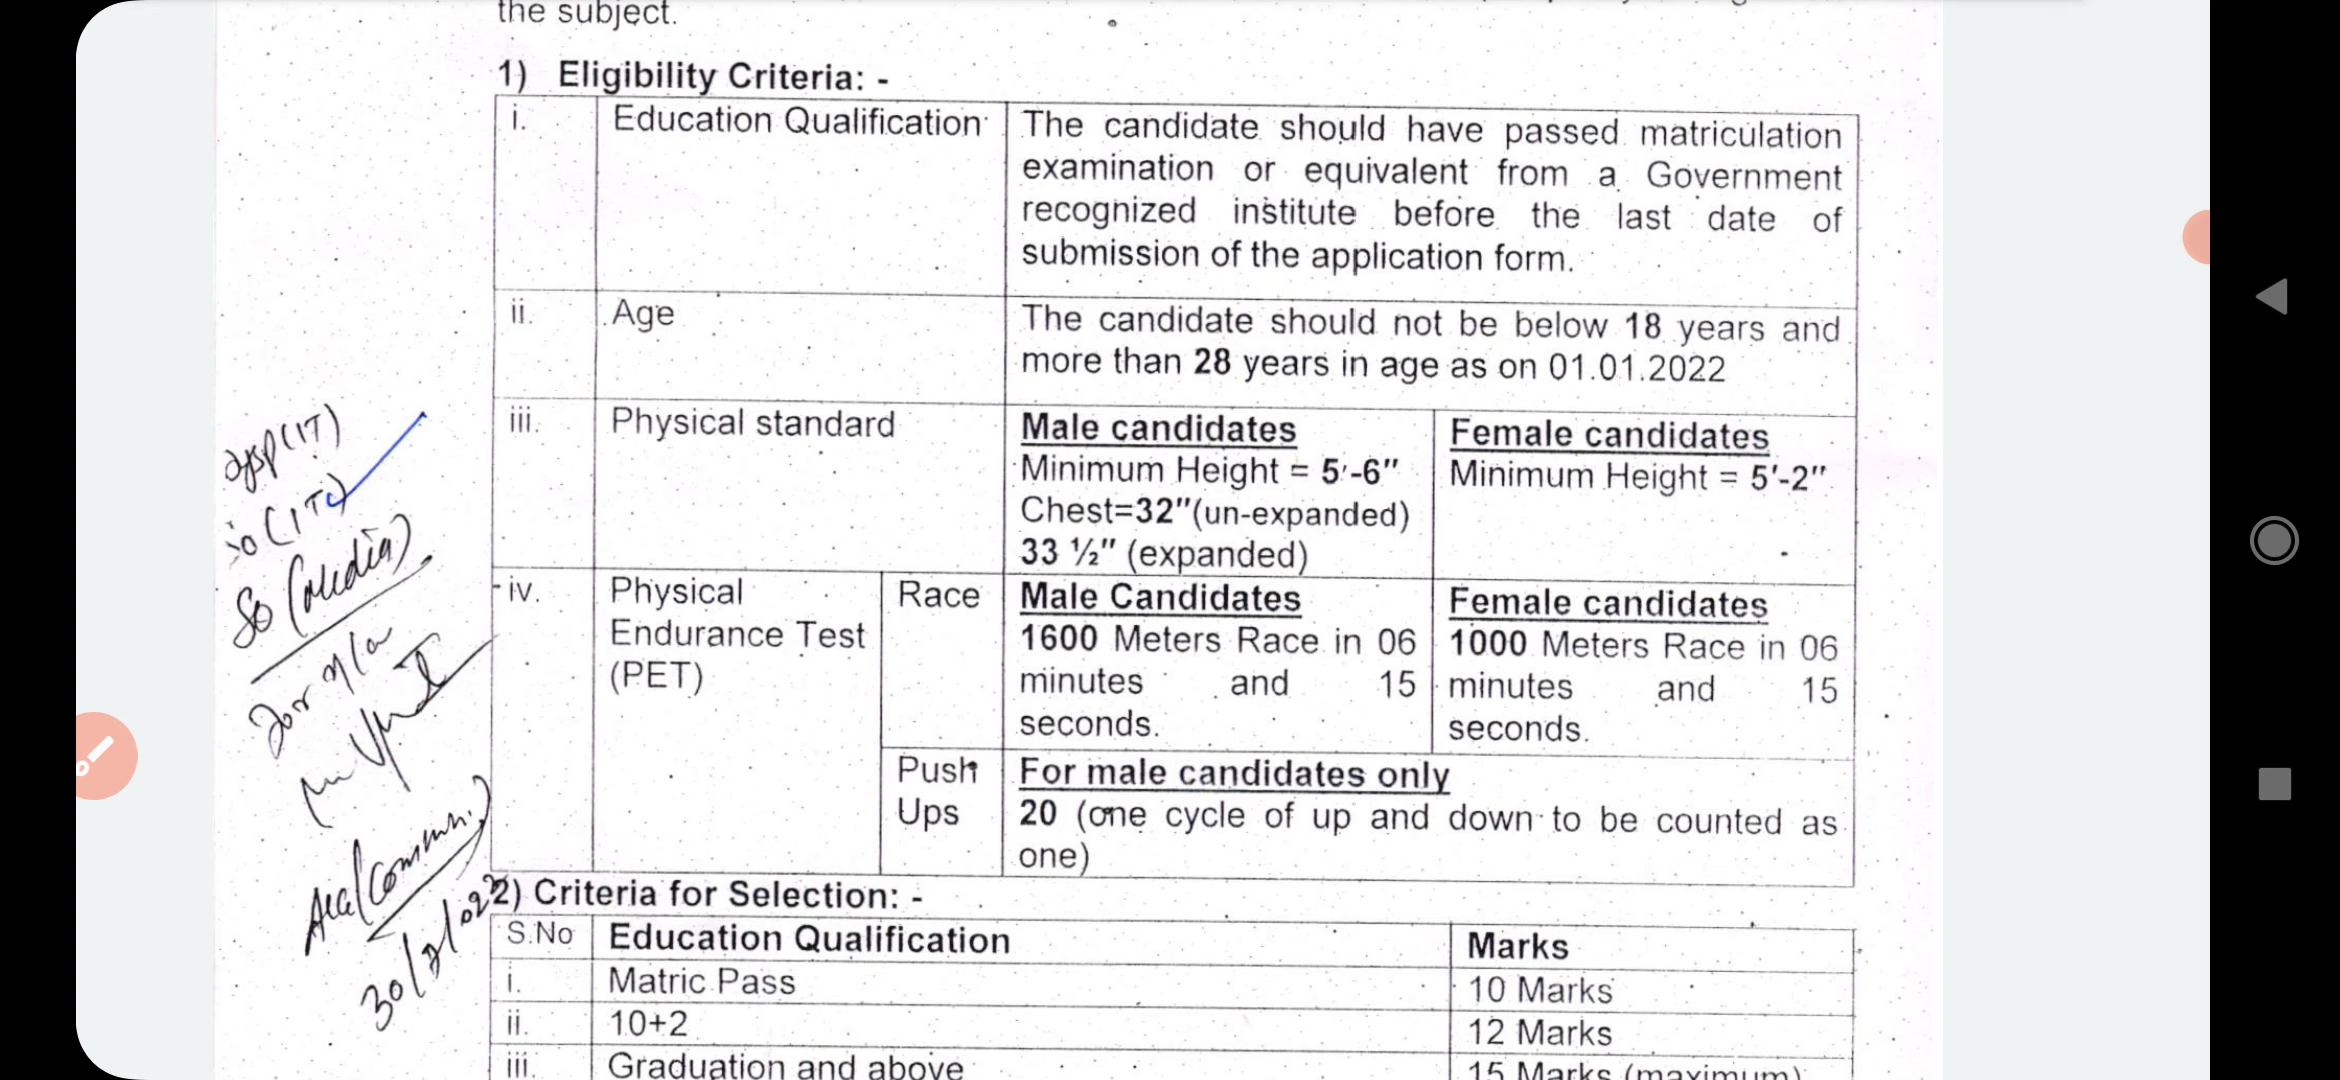 the subject.
1) Eligibility Criteria: -
i. Education Qualification The candidate should have passed matriculation
examination or equivalent from a Government
recognized institute before the last date of
submission of the application form.
ii. Age The candidate should not be below 18 years and
more than 28 years in age as on 01.01.2022
iii. Physical standard Male candidates Female candidates
Minimum Height = 5'-6" Minimum Height = 5'-2"
Chest=32"(un-expanded)
33 ½" (expanded)
iv. Physical Race Male Candidates Female candidates
Endurance Test 1600 Meters Race in 06 1000 Meters Race in 06
(PET) minutes and 15 minutes and 15
seconds. seconds.
Push For male candidates only
Ups 20 (one cycle of up and down to be counted as
one)
2) Criteria for Selection: -
S.No Education Qualification Marks
i. Matric Pass 10 Marks
ii. 10+2 12 Marks
iii. Graduation and above 15 Marks (maximum)
(IT)
So (Media)